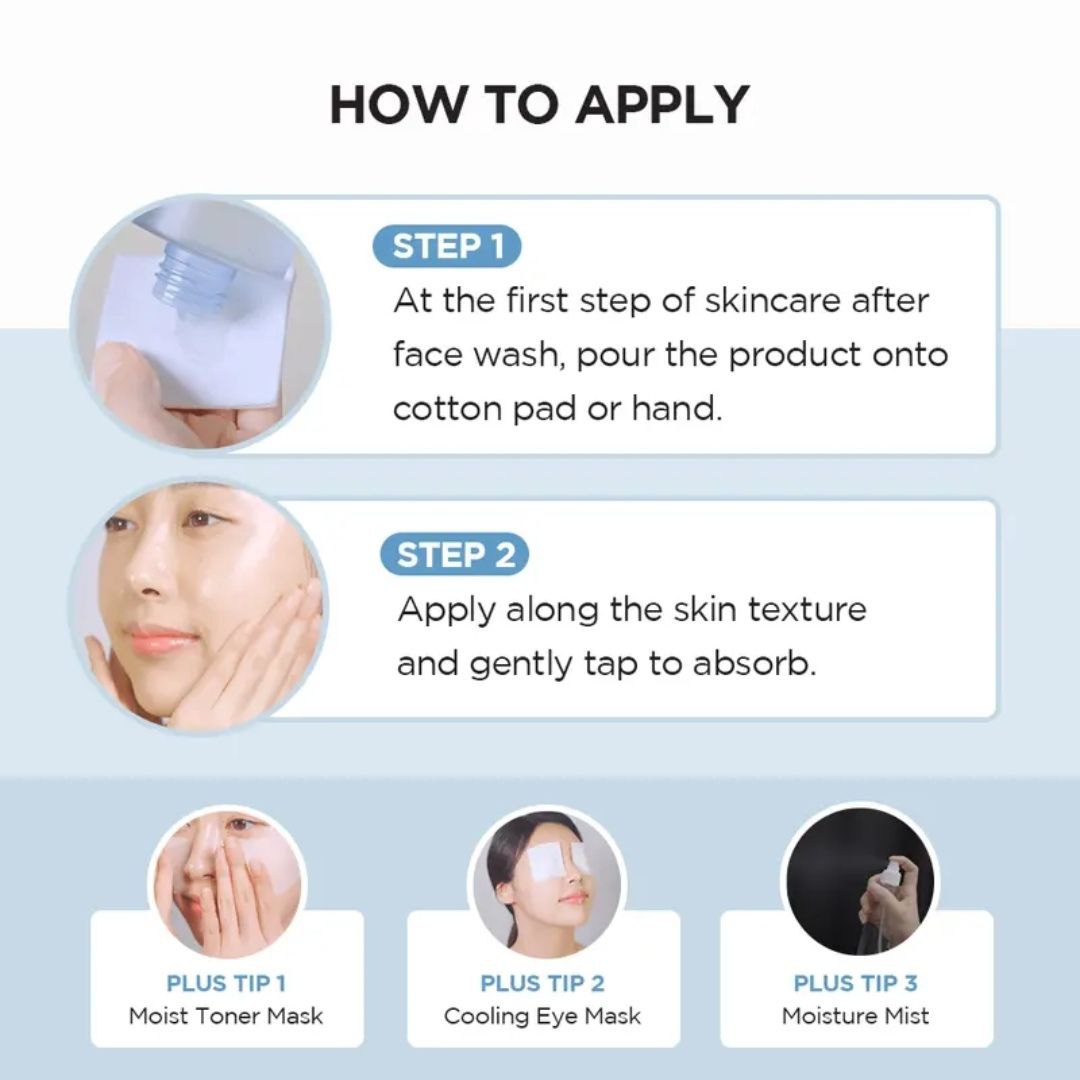 HOW TO APPLY
STEP 1
At the first step of skincare after
face wash, pour the product onto
cotton pad or hand.
STEP 2
Apply along the skin texture
and gently tap to absorb.
PLUS TIP 1
Moist Toner Mask
PLUS TIP 2
Cooling Eye Mask
PLUS TIP 3
Moisture Mist